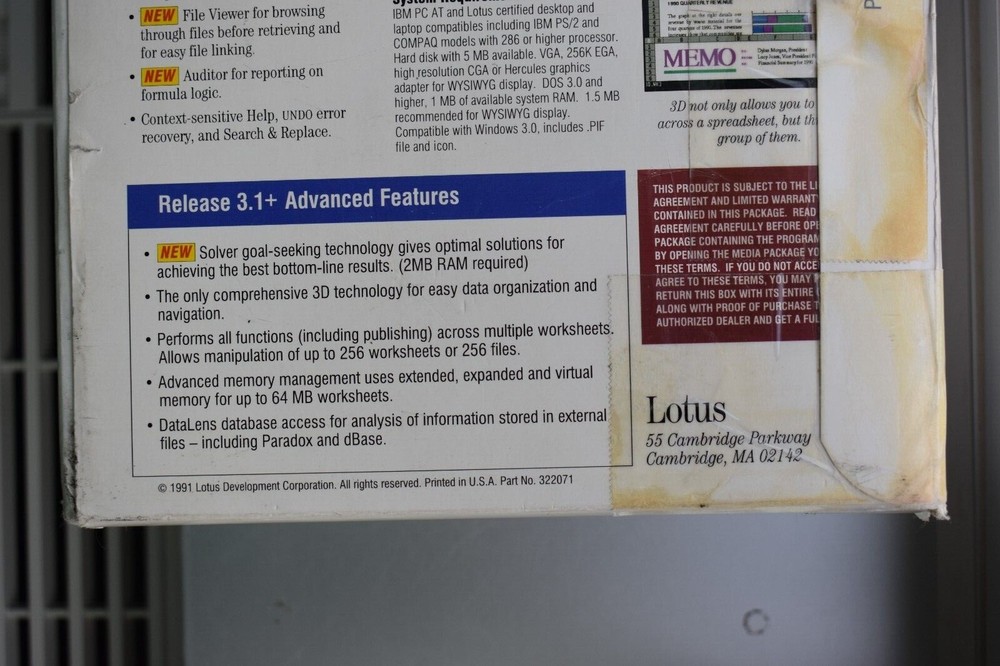 NEW File Viewer for browsing
through files before retrieving and
for easy file linking.
• NEW Auditor for reporting on
formula logic.
• Context-sensitive Help, UNDO error
recovery, and Search & Replace.
IBM PC AT and Lotus certified desktop and
laptop compatibles including IBM PS/2 and
COMPAQ models with 286 or higher processor.
Hard disk with 5 MB available. VGA, 256K EGA,
high resolution CGA or Hercules graphics
adapter for WYSIWYG display. DOS 3.0 and
higher, 1 MB of available system RAM. 1.5 MB
recommended for WYSIWYG display.
Compatible with Windows 3.0, includes .PIF
file and icon.
1990 QUARTERLY REVENUE
MEMO
3D not only allows you to
across a spreadsheet, but th
group of them.
Release 3.1+ Advanced Features
• NEW Solver goal-seeking technology gives optimal solutions for
achieving the best bottom-line results. (2MB RAM required)
• The only comprehensive 3D technology for easy data organization and
navigation.
• Performs all functions (including publishing) across multiple worksheets.
Allows manipulation of up to 256 worksheets or 256 files.
• Advanced memory management uses extended, expanded and virtual
memory for up to 64 MB worksheets.
• DataLens database access for analysis of information stored in external
files – including Paradox and dBase.
THIS PRODUCT IS SUBJECT TO THE LI
AGREEMENT AND LIMITED WARRANT
CONTAINED IN THIS PACKAGE. READ
AGREEMENT CAREFULLY BEFORE OPE
PACKAGE CONTAINING THE PROGRAM
BY OPENING THE MEDIA PACKAGE YO
THESE TERMS. IF YOU DO NOT ACCE
AGREE TO THESE TERMS, YOU MAY
RETURN THIS BOX WITH ITS ENTIRE
ALONG WITH PROOF OF PURCHASE T
AUTHORIZED DEALER AND GET A FUL
Lotus
55 Cambridge Parkway
Cambridge, MA 02142
© 1991 Lotus Development Corporation. All rights reserved. Printed in U.S.A. Part No. 322071